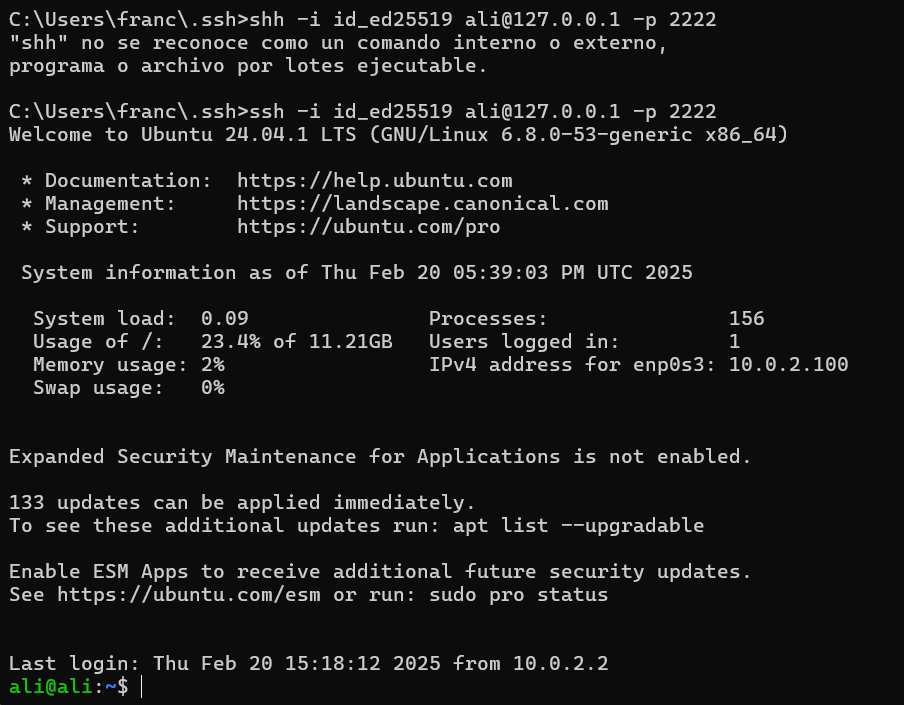 C:\Users\franc\.ssh>shh -i id_ed25519 ali@127.0.0.1 -p 2222
"shh" no se reconoce como un comando interno o externo,
programa o archivo por lotes ejecutable.
C:\Users\franc\.ssh>ssh -i id_ed25519 ali@127.0.0.1 -p 2222
Welcome to Ubuntu 24.04.1 LTS (GNU/Linux 6.8.0-53-generic x86_64)
* Documentation:  https://help.ubuntu.com
* Management:     https://landscape.canonical.com
* Support:        https://ubuntu.com/pro
System information as of Thu Feb 20 05:39:03 PM UTC 2025
System load:  0.09               Processes:               156
Usage of /:   23.4% of 11.21GB   Users logged in:         1
Memory usage: 2%                 IPv4 address for enp0s3: 10.0.2.100
Swap usage:   0%
Expanded Security Maintenance for Applications is not enabled.
133 updates can be applied immediately.
To see these additional updates run: apt list --upgradable
Enable ESM Apps to receive additional future security updates.
See https://ubuntu.com/esm or run: sudo pro status
Last login: Thu Feb 20 15:18:12 2025 from 10.0.2.2
ali@ali:~$